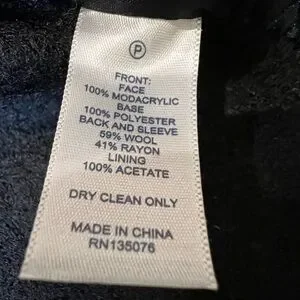 P
FRONT:
FACE
100% MODACRYLIC
BASE
100% POLYESTER
BACK AND SLEEVE
59% WOOL
41% RAYON
LINING
100% ACETATE
DRY CLEAN ONLY
MADE IN CHINA
RN135076